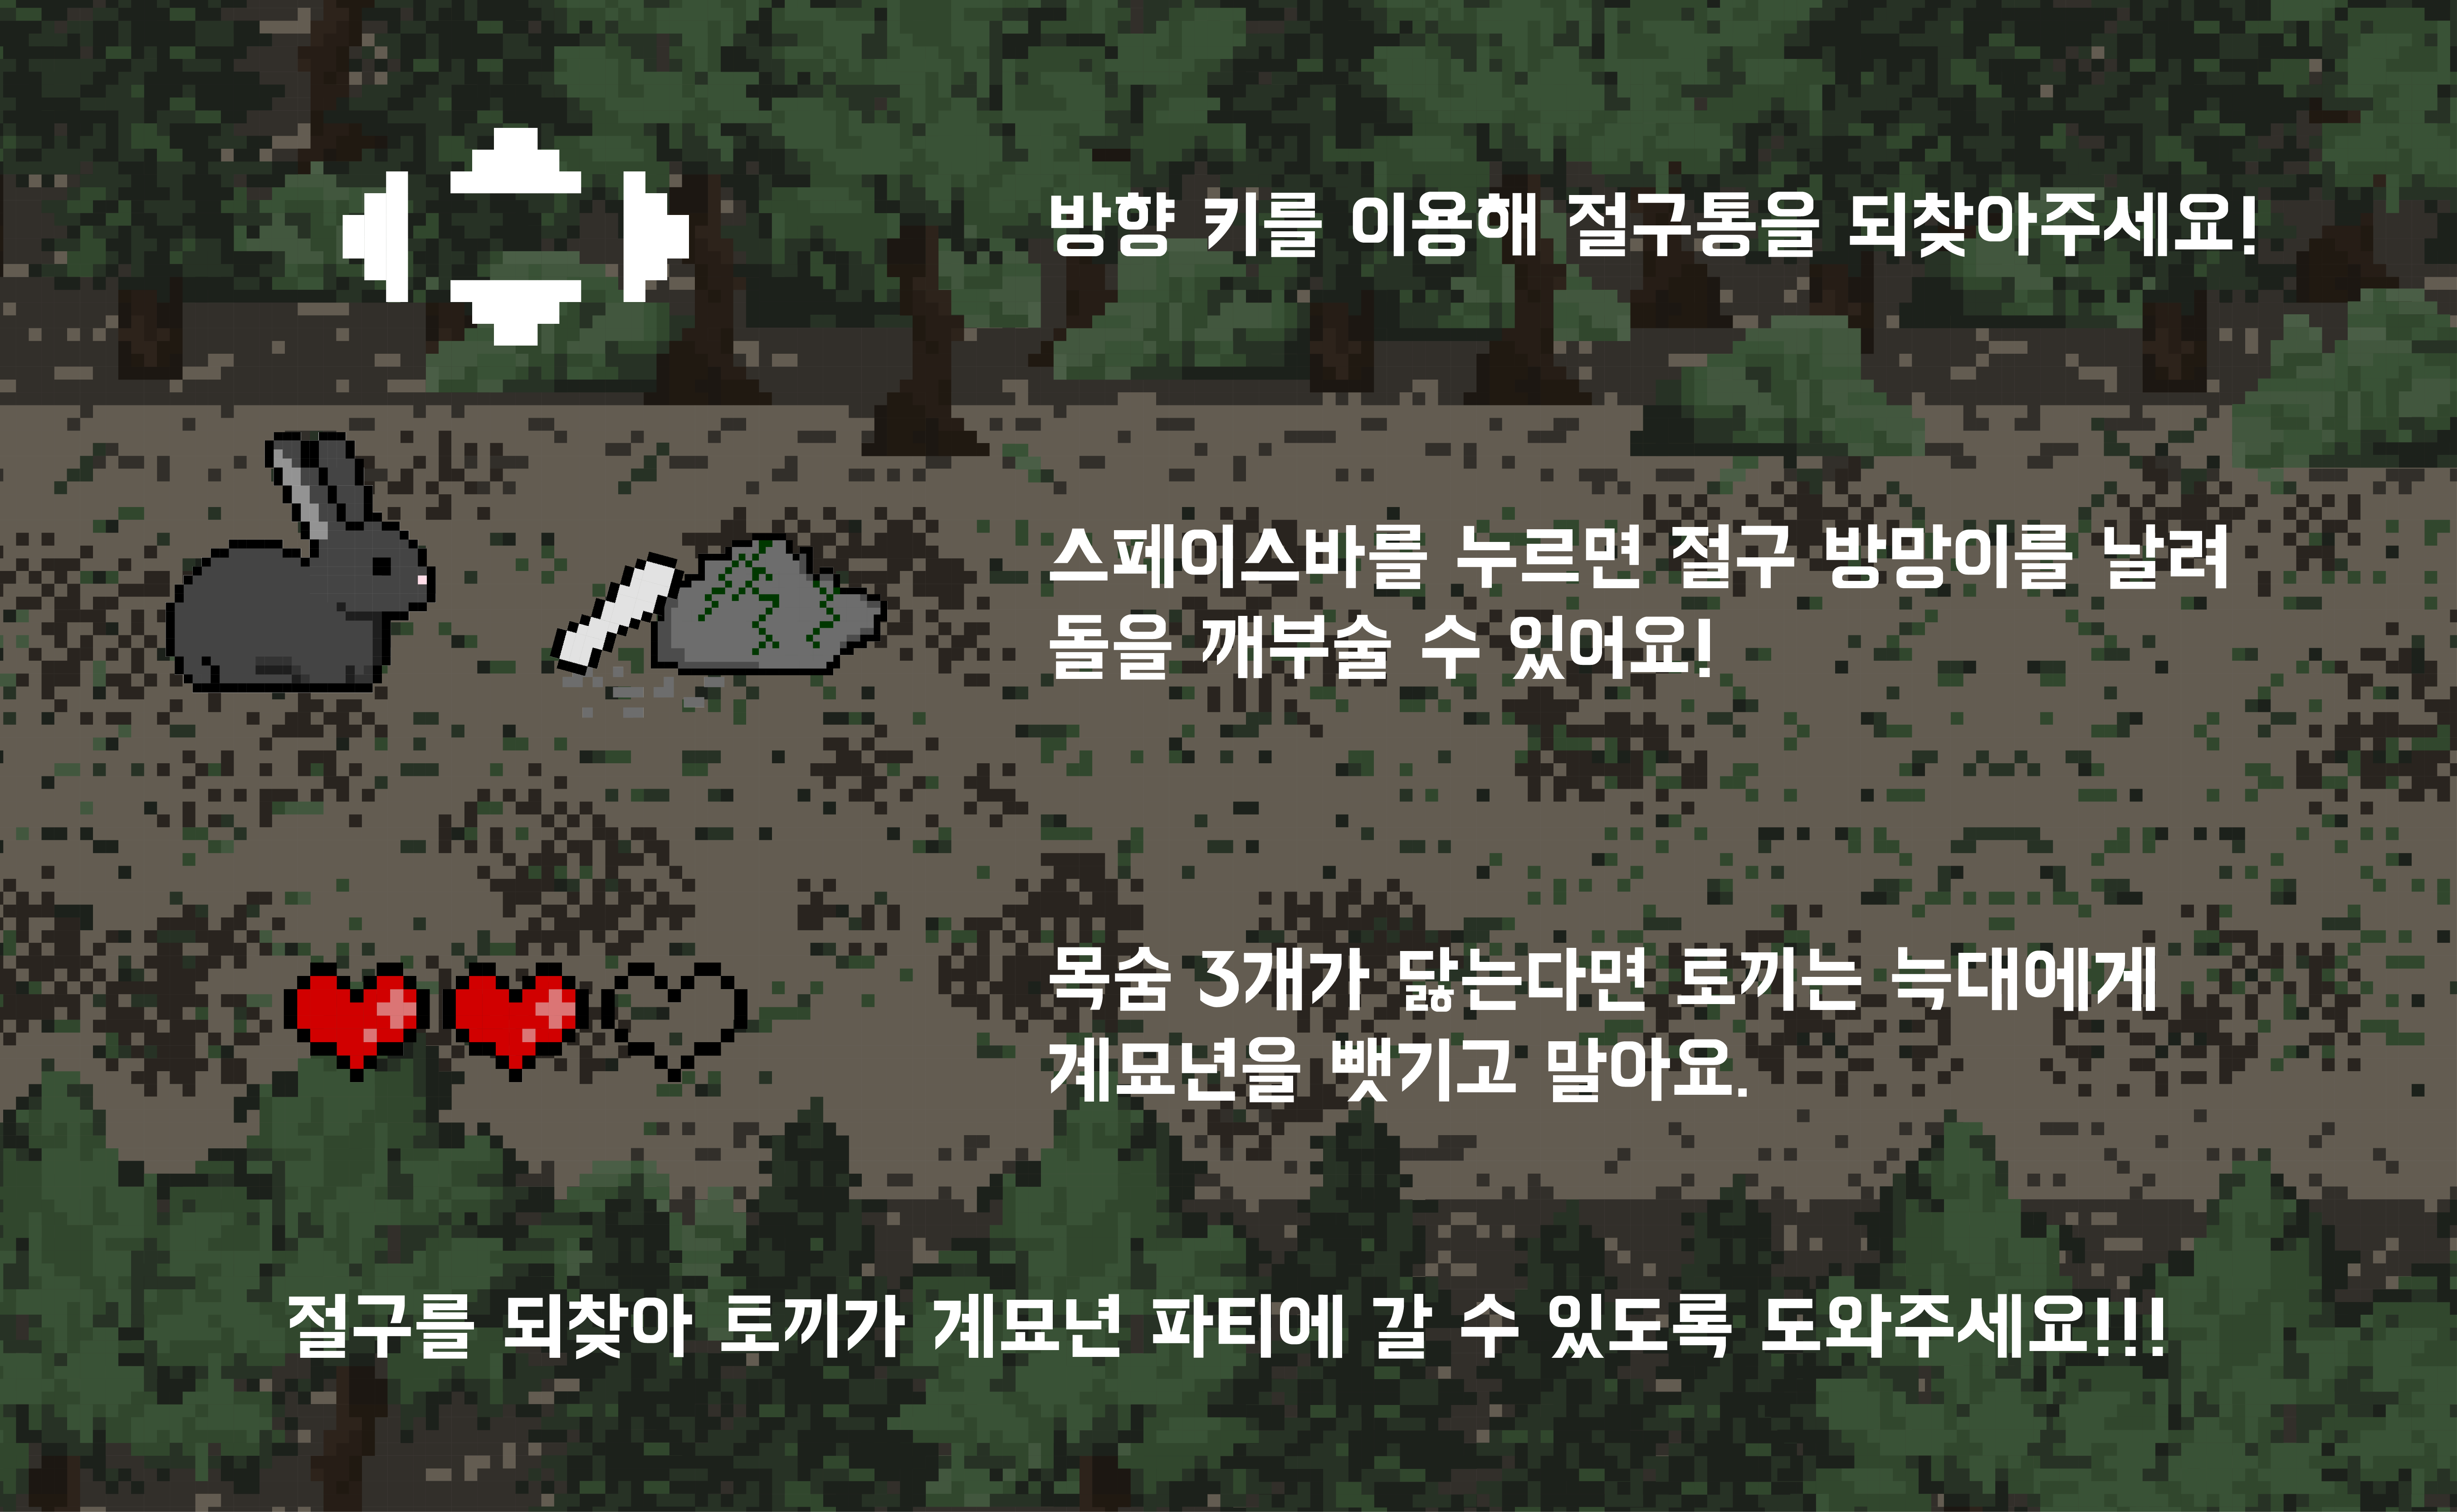 방향 키를 이용해 절구통을 되찾아주세요!
스페이스바를 누르면 절구 방망이를 날려
돌을 깨부술 수 있어요!
목숨 3개가 닳는다면 토끼는 늑대에게
계묘년을 뺏기고 말아요.
절구를 되찾아 토끼가 계묘년 파티에 갈 수 있도록 도와주세요!!!